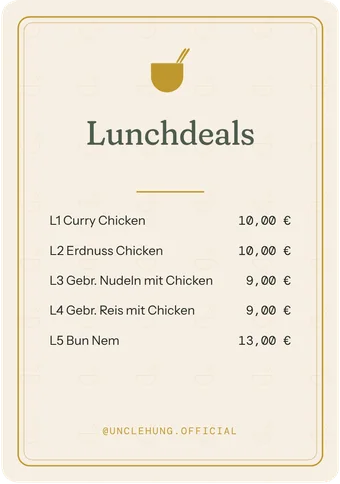 Lunchdeals
L1 Curry Chicken 10,00 €
L2 Erdnuss Chicken 10,00 €
L3 Gebr. Nudeln mit Chicken 9,00 €
L4 Gebr. Reis mit Chicken 9,00 €
L5 Bun Nem 13,00 €
@UNCLEHUNG.OFFICIAL